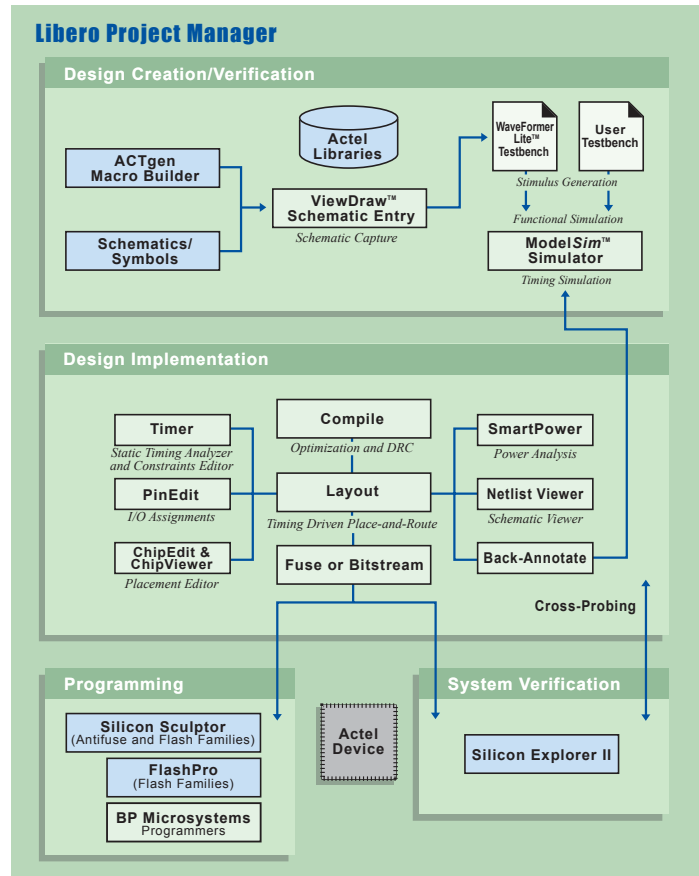 Libero Project Manager
Design Creation/Verification
Actel
Libraries
WaveFormer
Lite™
Testbench
User
Testbench
ACTgen
Macro Builder
Stimulus Generation
ViewDraw™
Schematic Entry
Schematic Capture
Functional Simulation
Schematics/
Symbols
ModelSim™
Simulator
Timing Simulation
Design Implementation
Timer
Static Timing Analyzer
and Constraints Editor
Compile
Optimization and DRC
SmartPower
Power Analysis
PinEdit
I/O Assignments
Layout
Timing Driven Place-and-Route
Netlist Viewer
Schematic Viewer
ChipEdit &
ChipViewer
Placement Editor
Fuse or Bitstream
Back-Annotate
Cross-Probing
Programming
System Verification
Silicon Sculptor
(Antifuse and Flash Families)
FlashPro
(Flash Families)
BP Microsystems
Programmers
Actel
Device
Silicon Explorer II